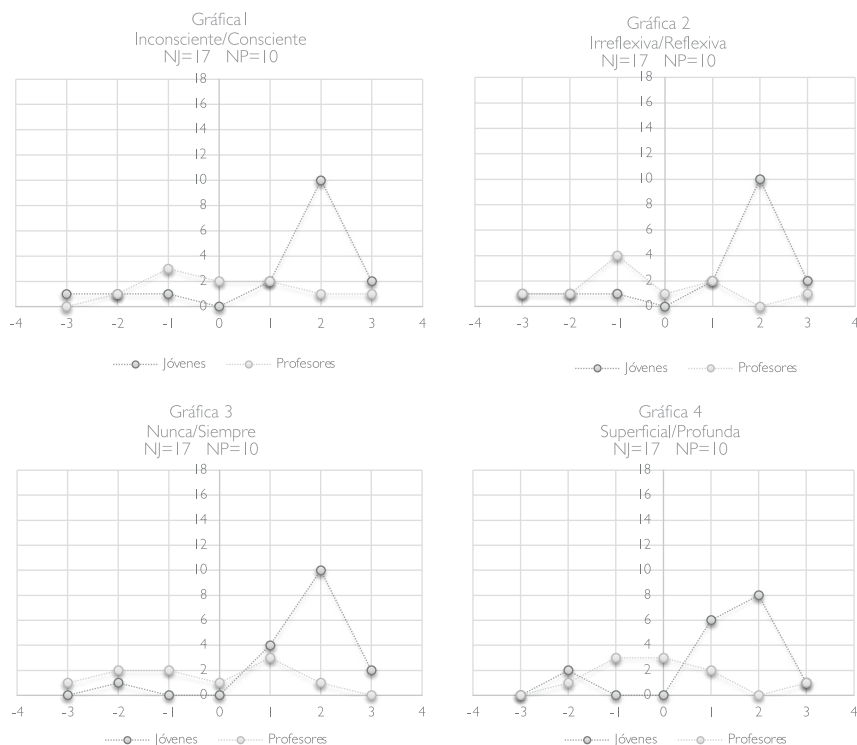 Gráfica1
Inconsciente/Consciente
NJ=17 NP=10
18
16
14
12
10
8
6
4
2
0
-4 -3 -2 -1 0 1 2 3 4
Jóvenes Profesores
Gráfica 2
Irreflexiva/Reflexiva
NJ=17 NP=10
18
16
14
12
10
8
6
4
2
0
-4 -3 -2 -1 0 1 2 3 4
Jóvenes Profesores
Gráfica 3
Nunca/Siempre
NJ=17 NP=10
18
16
14
12
10
8
6
4
2
0
-4 -3 -2 -1 0 1 2 3 4
Jóvenes Profesores
Gráfica 4
Superficial/Profunda
NJ=17 NP=10
18
16
14
12
10
8
6
4
2
0
-4 -3 -2 -1 0 1 2 3 4
Jóvenes Profesores